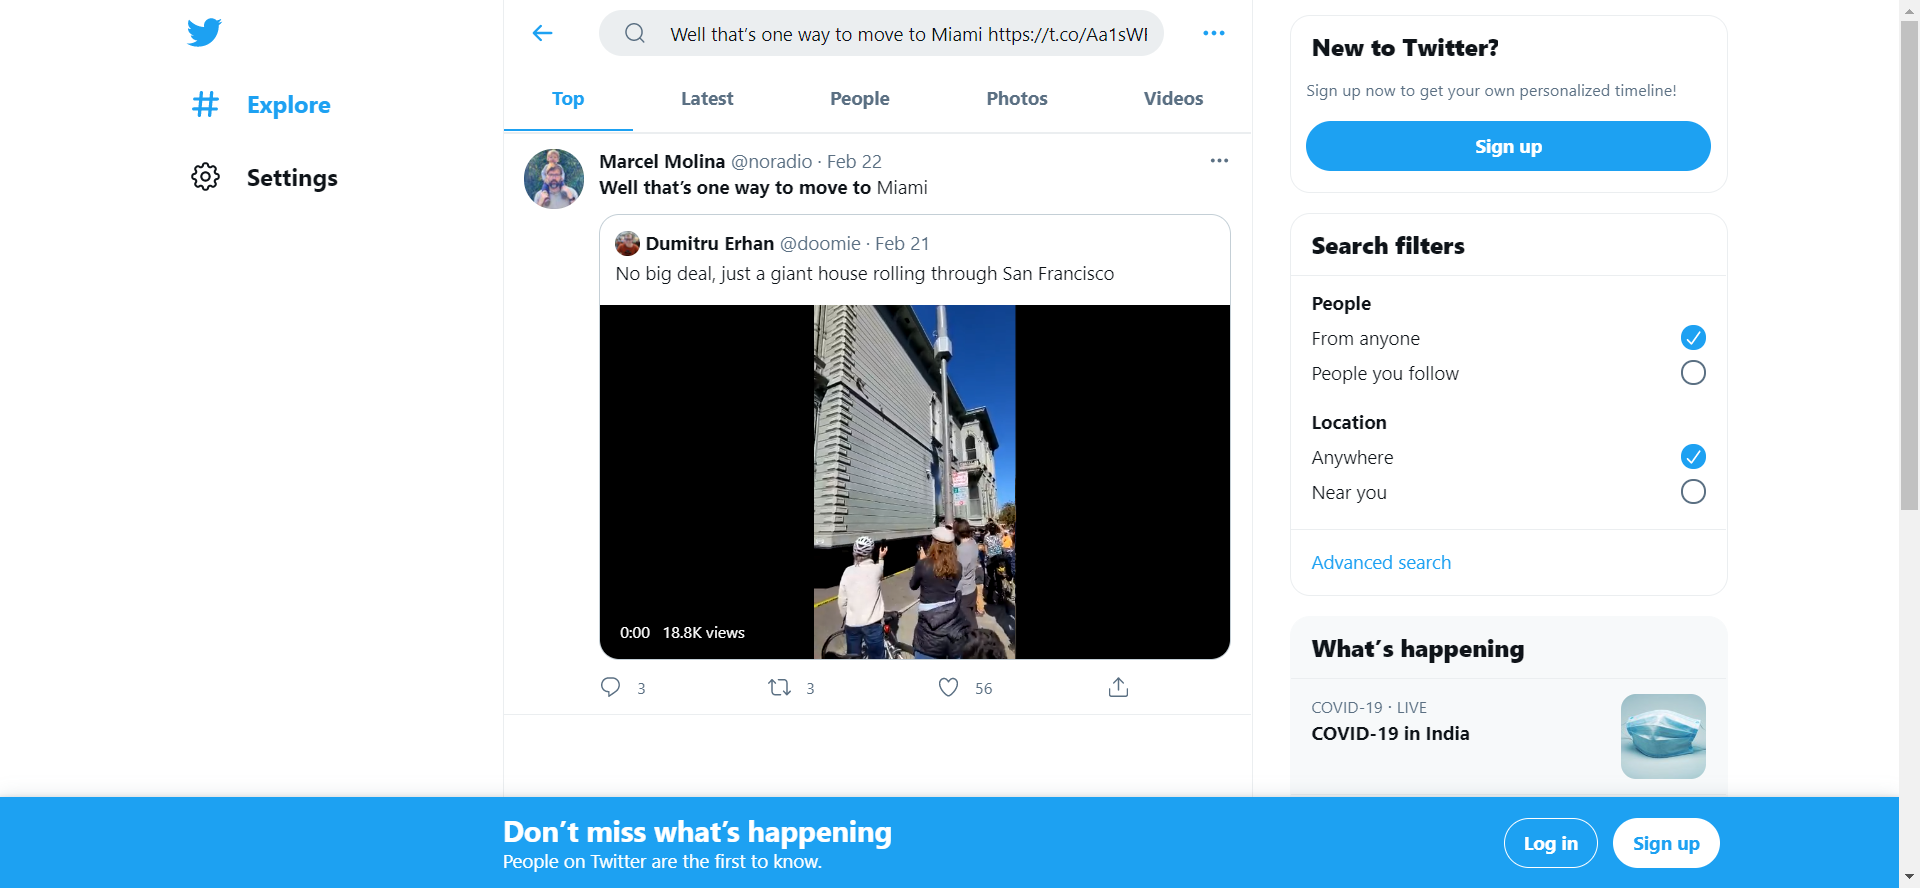 Explore
Settings
Well that's one way to move to Miami https://t.co/Aa1sW
Top
Latest
People
Photos
Videos
Marcel Molina @noradio · Feb 22
Well that's one way to move to Miami
Dumitru Erhan @doomie · Feb 21
No big deal, just a giant house rolling through San Francisco
0:00 18.8K views
3
3
56
New to Twitter?
Sign up now to get your own personalized timeline!
Sign up
Search filters
People
From anyone
People you follow
Location
Anywhere
Near you
Advanced search
What's happening
COVID-19 · LIVE
COVID-19 in India
Don't miss what's happening
People on Twitter are the first to know.
Log in
Sign up